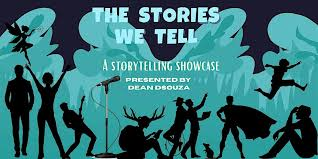 THE STORIES
WE TELL
A STORYTELLING SHOWCASE
PRESENTED BY
DEAN DSOUZA